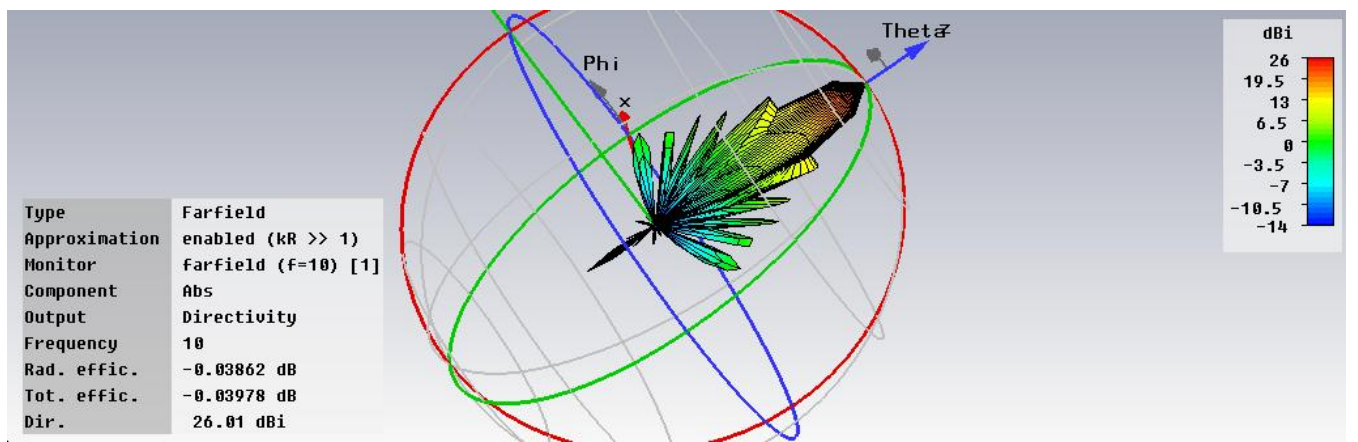 Theta
z
Phi
x
dBi
26
19.5
13
6.5
0
-3.5
-7
-10.5
-14
Type Farfield
Approximation enabled (kR >> 1)
Monitor farfield (f=10) [1]
Component Abs
Output Directivity
Frequency 10
Rad. effic. -0.03862 dB
Tot. effic. -0.03978 dB
Dir. 26.01 dBi